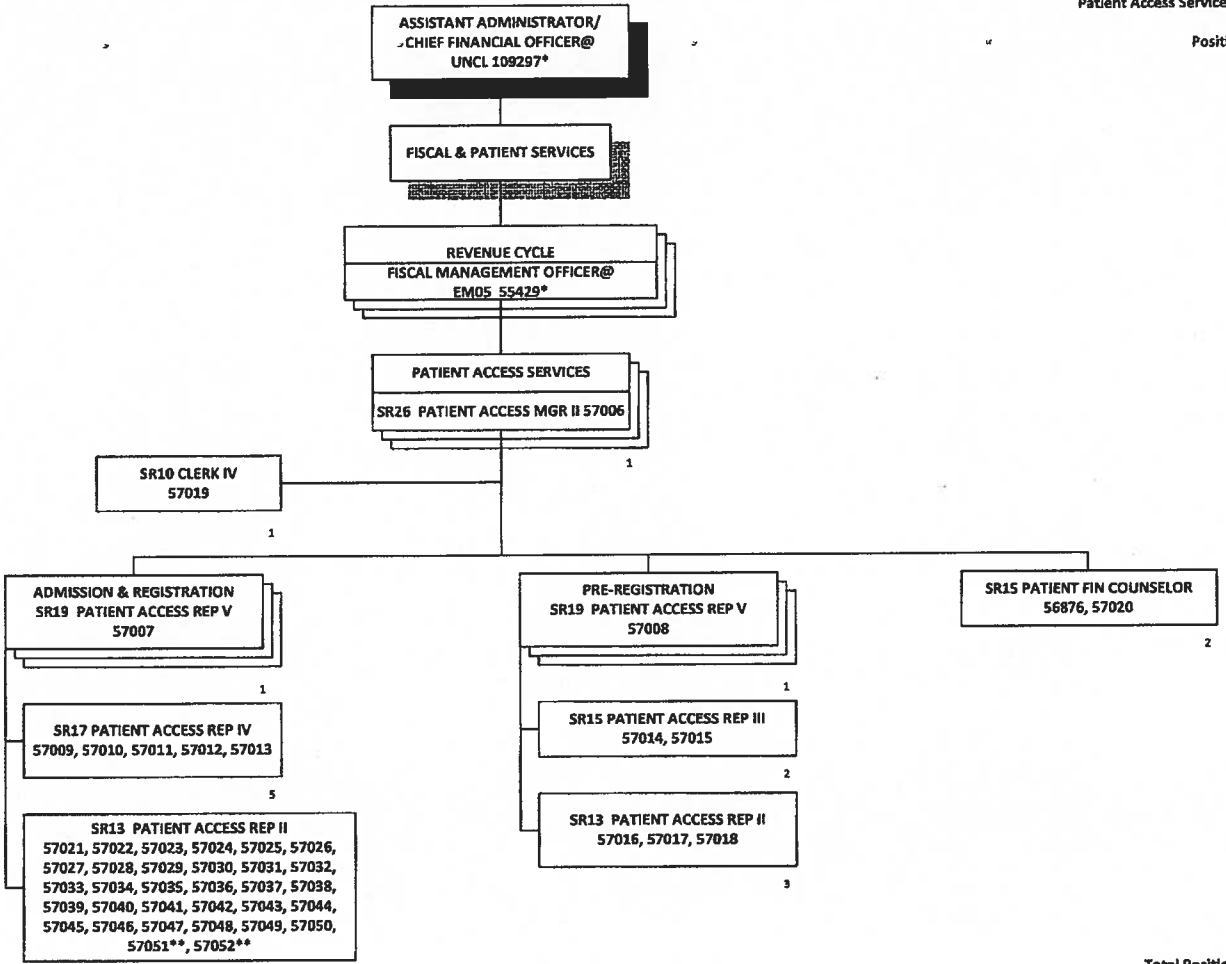 Patient Access Service
Positi
ASSISTANT ADMINISTRATOR/
CHIEF FINANCIAL OFFICER@
UNCL 109297*
FISCAL & PATIENT SERVICES
REVENUE CYCLE
FISCAL MANAGEMENT OFFICER@
EM05 55429*
PATIENT ACCESS SERVICES
SR26 PATIENT ACCESS MGR II 57006
1
SR10 CLERK IV
57019
1
ADMISSION & REGISTRATION
SR19 PATIENT ACCESS REP V
57007
1
SR17 PATIENT ACCESS REP IV
57009, 57010, 57011, 57012, 57013
5
SR13 PATIENT ACCESS REP II
57021, 57022, 57023, 57024, 57025, 57026,
57027, 57028, 57029, 57030, 57031, 57032,
57033, 57034, 57035, 57036, 57037, 57038,
57039, 57040, 57041, 57042, 57043, 57044,
57045, 57046, 57047, 57048, 57049, 57050,
57051**, 57052**
PRE-REGISTRATION
SR19 PATIENT ACCESS REP V
57008
1
SR15 PATIENT ACCESS REP III
57014, 57015
2
SR13 PATIENT ACCESS REP II
57016, 57017, 57018
3
SR15 PATIENT FIN COUNSELOR
56876, 57020
2
Total Positio